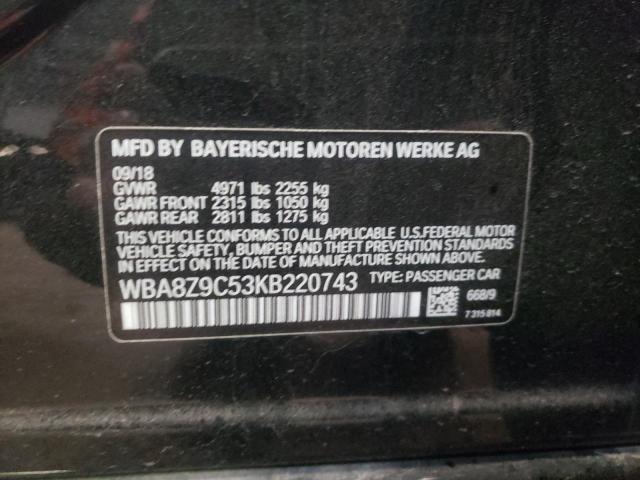 MFD BY BAYERISCHE MOTOREN WERKE AG
09/18
GVWR 4971 lbs 2255 kg
GAWR FRONT 2315 lbs 1050 kg
GAWR REAR 2811 lbs 1275 kg
THIS VEHICLE CONFORMS TO ALL APPLICABLE U.S.FEDERAL MOTOR
VEHICLE SAFETY, BUMPER AND THEFT PREVENTION STANDARDS
IN EFFECT ON THE DATE OF MANUFACTURE SHOWN ABOVE.
WBA8Z9C53KB220743 TYPE: PASSENGER CAR
668/9
7 315 814